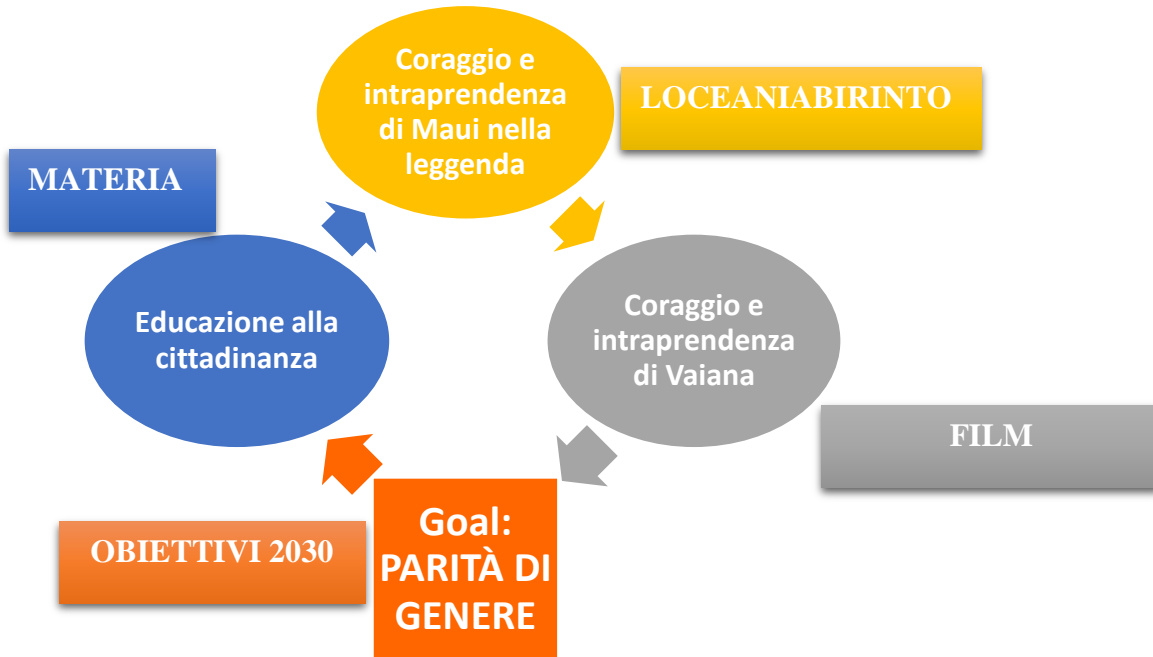 Coraggio e
intraprendenza
di Maui nella
leggenda
LOCEANIABIRINTO
MATERIA
Educazione alla
cittadinanza
Coraggio e
intraprendenza
di Vaiana
FILM
Goal:
PARITÀ DI
GENERE
OBIETTIVI 2030